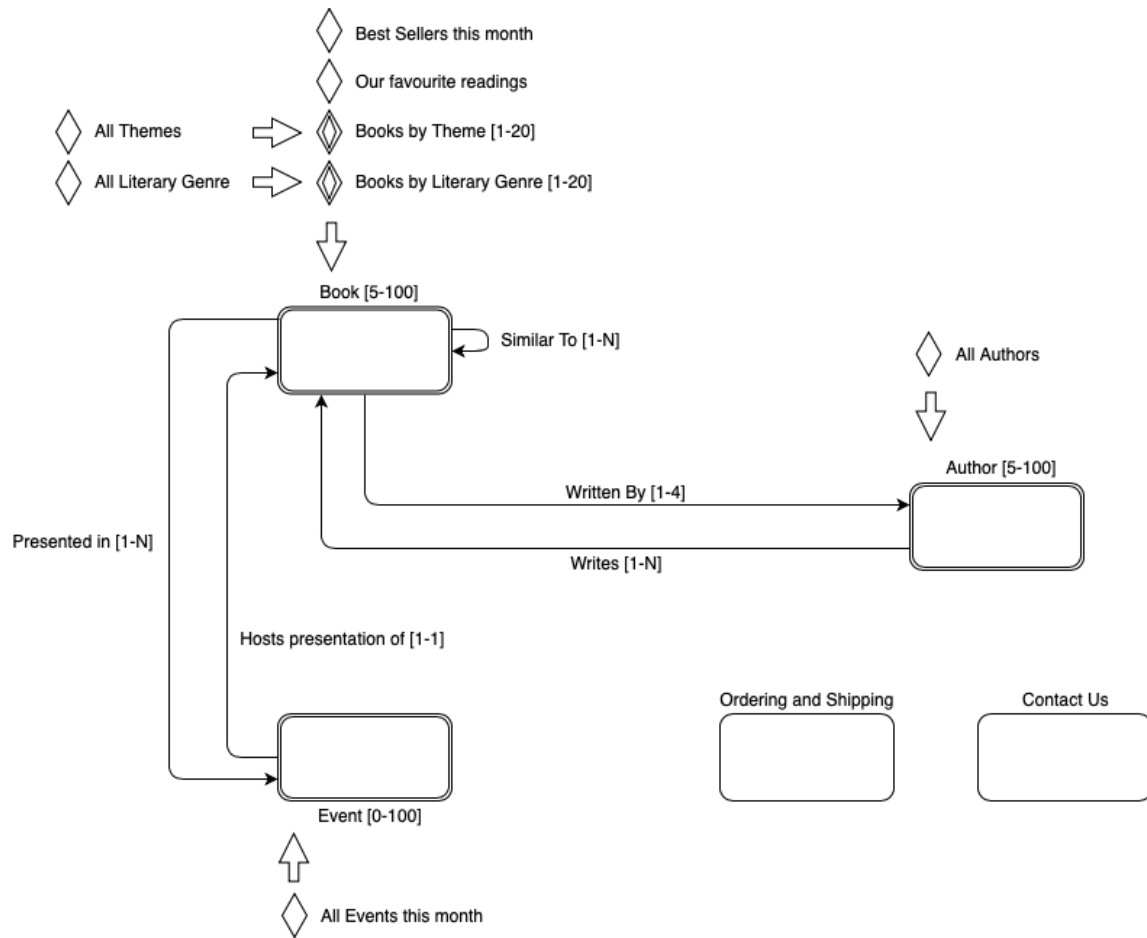 Best Sellers this month
Our favourite readings
All Themes
Books by Theme [1-20]
All Literary Genre
Books by Literary Genre [1-20]
Book [5-100]
Similar To [1-N]
All Authors
Author [5-100]
Written By [1-4]
Presented in [1-N]
Writes [1-N]
Hosts presentation of [1-1]
Ordering and Shipping
Contact Us
Event [0-100]
All Events this month